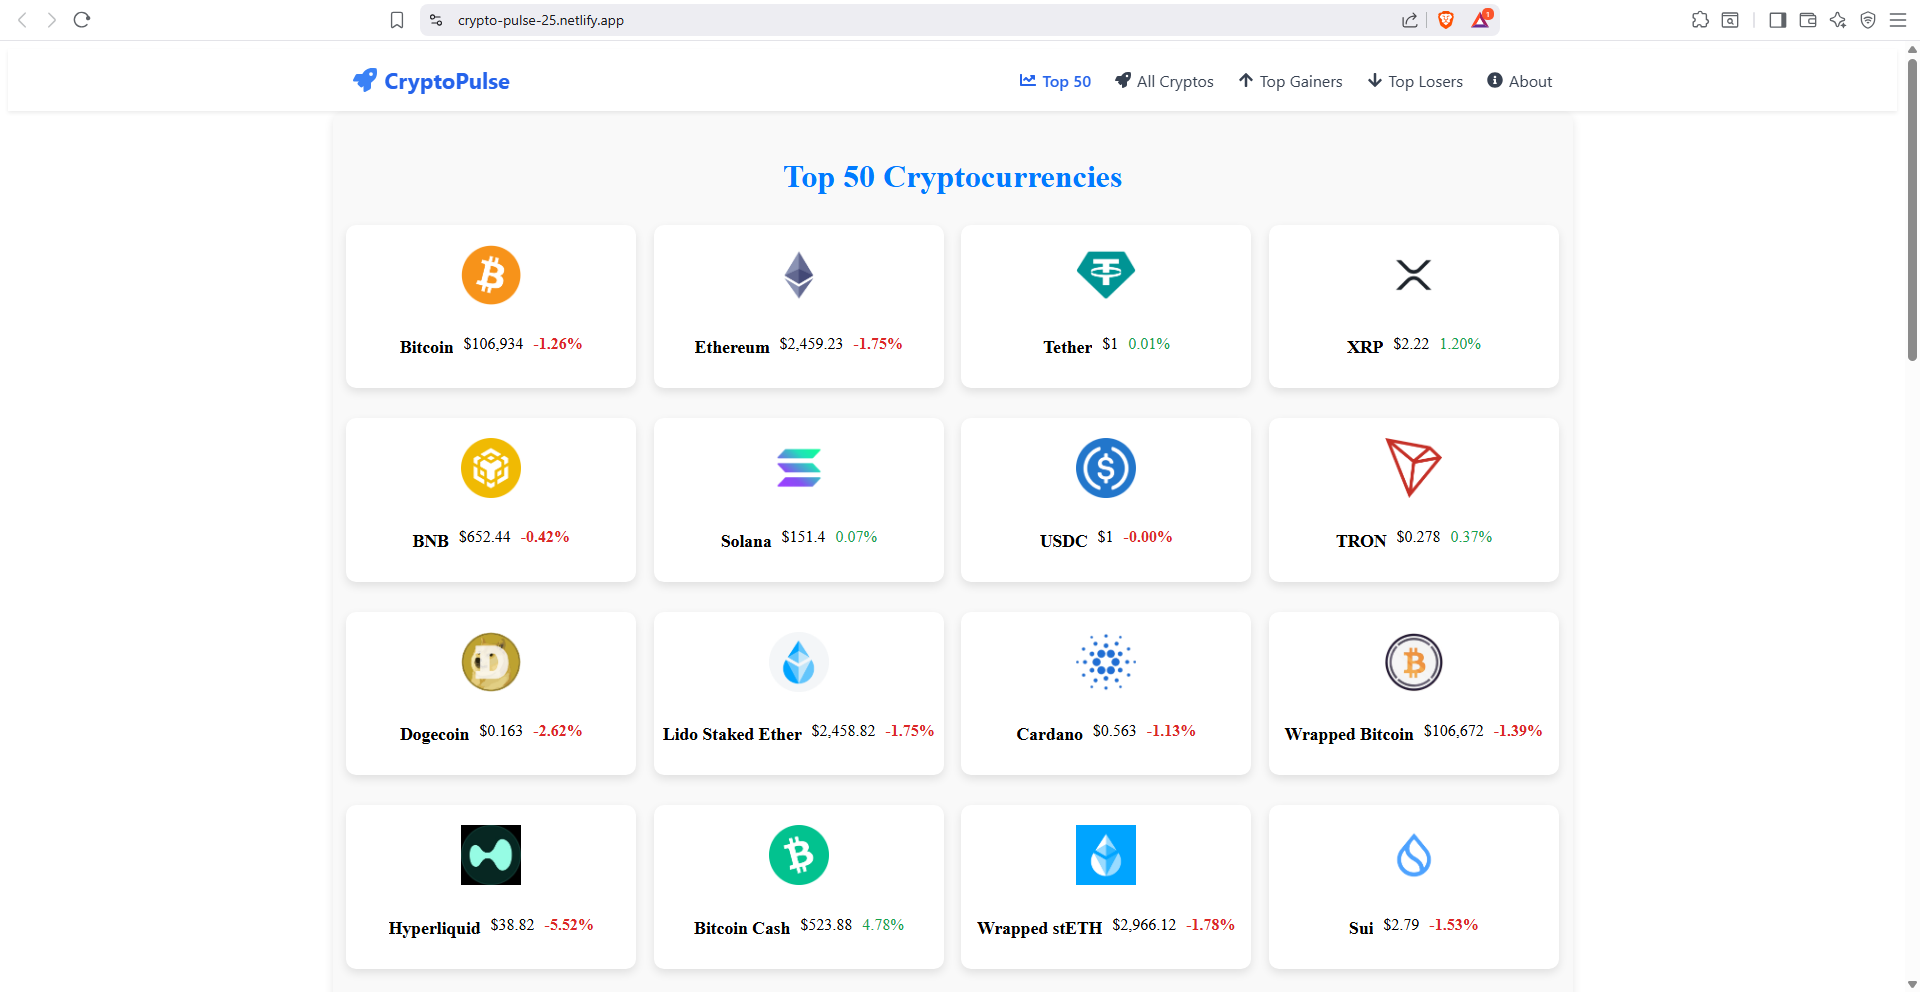 crypto-pulse-25.netlify.app
1
CryptoPulse
Top 50 All Cryptos Top Gainers Top Losers About
Top 50 Cryptocurrencies
Bitcoin $106,934 -1.26%
Ethereum $2,459.23 -1.75%
Tether $1 0.01%
XRP $2.22 1.20%
BNB $652.44 -0.42%
Solana $151.4 0.07%
USDC $1 -0.00%
TRON $0.278 0.37%
Dogecoin $0.163 -2.62%
Lido Staked Ether $2,458.82 -1.75%
Cardano $0.563 -1.13%
Wrapped Bitcoin $106,672 -1.39%
Hyperliquid $38.82 -5.52%
Bitcoin Cash $523.88 4.78%
Wrapped stETH $2,966.12 -1.78%
Sui $2.79 -1.53%